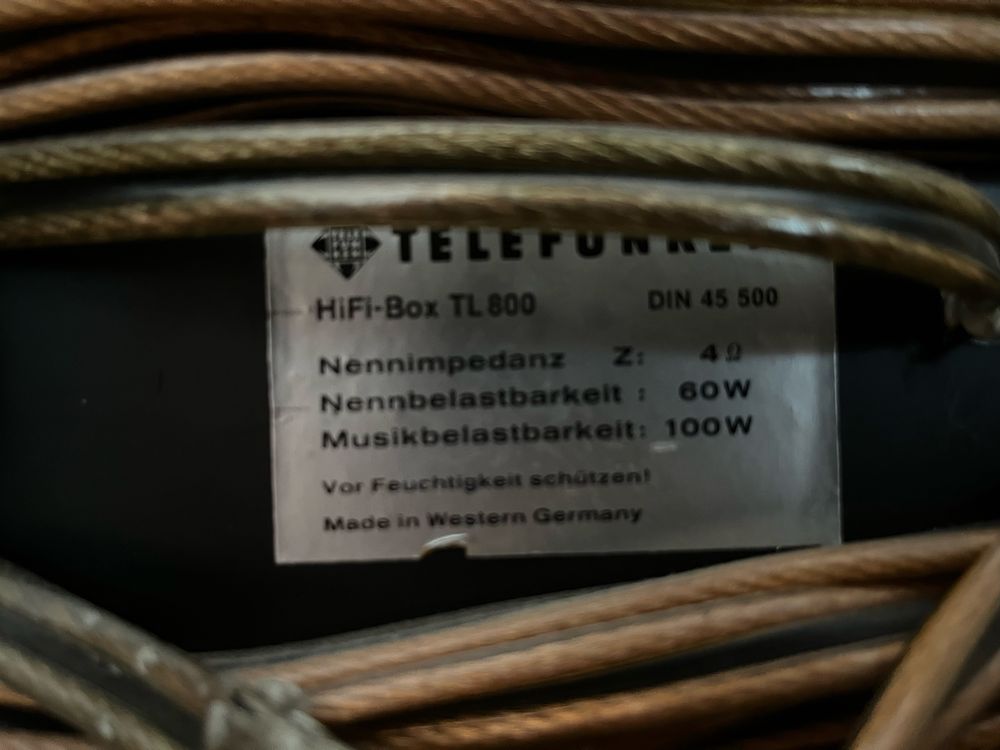 TELEFUNKEN
HiFi-Box TL 800 DIN 45 500
Nennimpedanz Z: 4 Ω
Nennbelastbarkeit : 60W
Musikbelastbarkeit: 100W
Vor Feuchtigkeit schützen!
Made in Western Germany